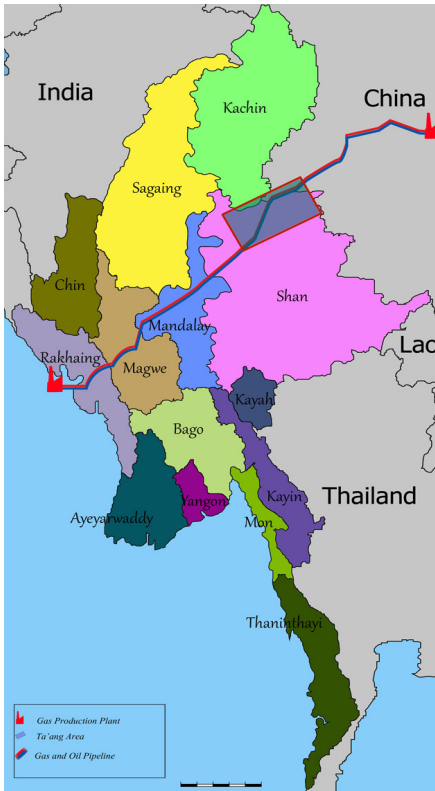 India
China
Kachin
Sagaing
Chin
Shan
Mandalay
Rakhaing
Magwe
Lao
Kayah
Bago
Thailand
Kayin
Yangon
Ayeyarwaddy
Mon
Thaninthayi
Gas Production Plant
Ta'ang Area
Gas and Oil Pipeline